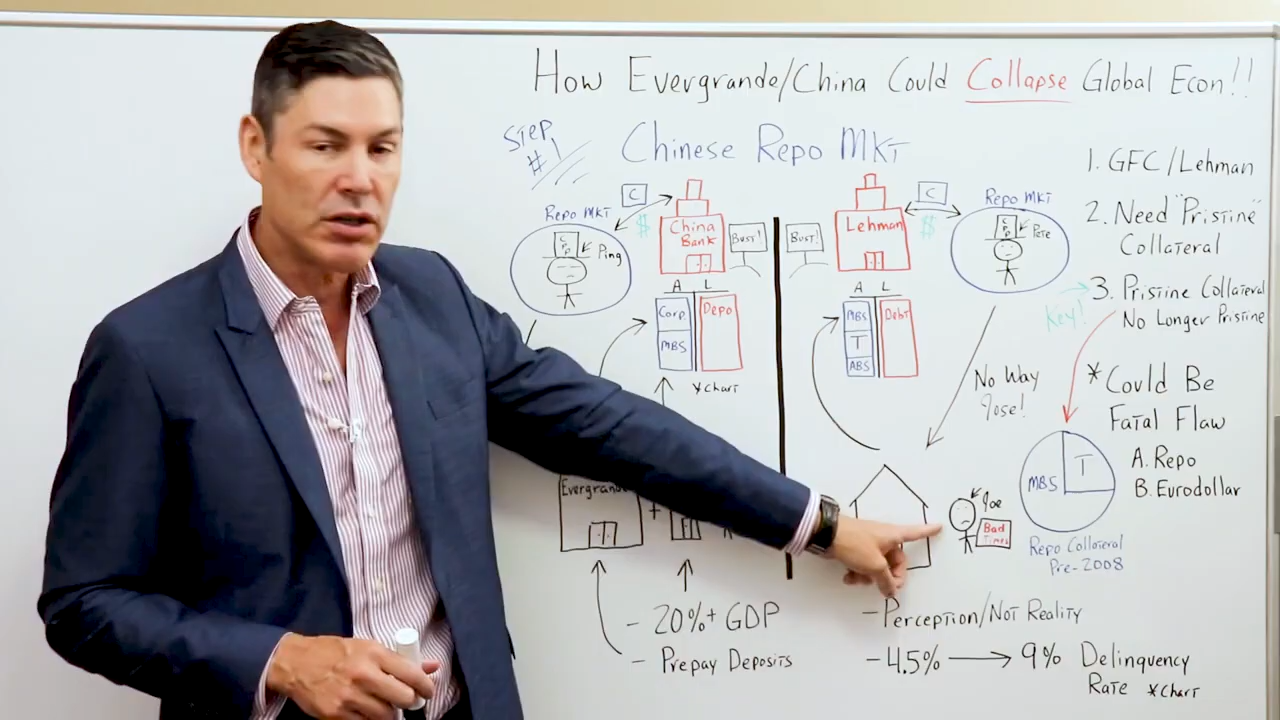 How Evergrande/China Could Collapse Global Econ!!
STEP
#1
Chinese Repo MKT
Repo MKT
C
$
China
Bank
Bust!
C
P
P
Ping
A L
Corp
MBS
Depo
*Chart
Evergrande
+
- 20%+ GDP
- Prepay Deposits
Bust!
Lehman
C
$
Repo MKT
C
P
P
Pete
A L
MBS
T
ABS
Debt
No Way
Jose!
Joe
Bad
Times
- Perception/Not Reality
- 4.5% → 9% Delinquency
Rate *Chart
1. GFC/Lehman
2. Need "Pristine"
Collateral
Key!
3. Pristine Collateral
No Longer Pristine
* Could Be
Fatal Flaw
A. Repo
B. Eurodollar
MBS
T
Repo Collateral
Pre-2008